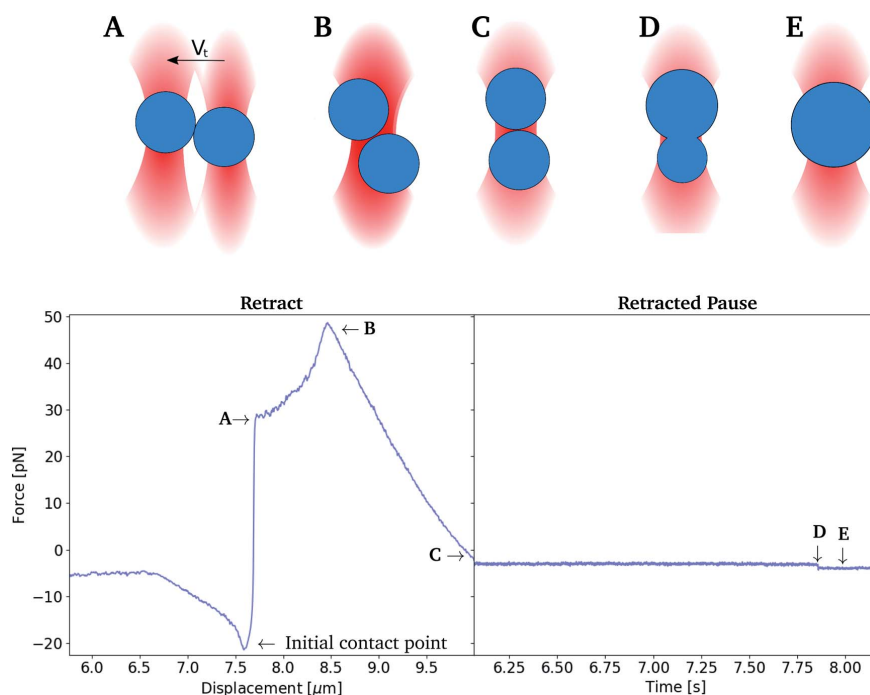 A B C D E
Vt
Retract Retracted Pause
50
40
← B
30
A→
20
10
Force [pN]
0
C →
D E
↓ ↓
−10
−20
← Initial contact point
6.0 6.5 7.0 7.5 8.0 8.5 9.0 9.5 6.25 6.50 6.75 7.00 7.25 7.50 7.75 8.00
Displacement [μm] Time [s]